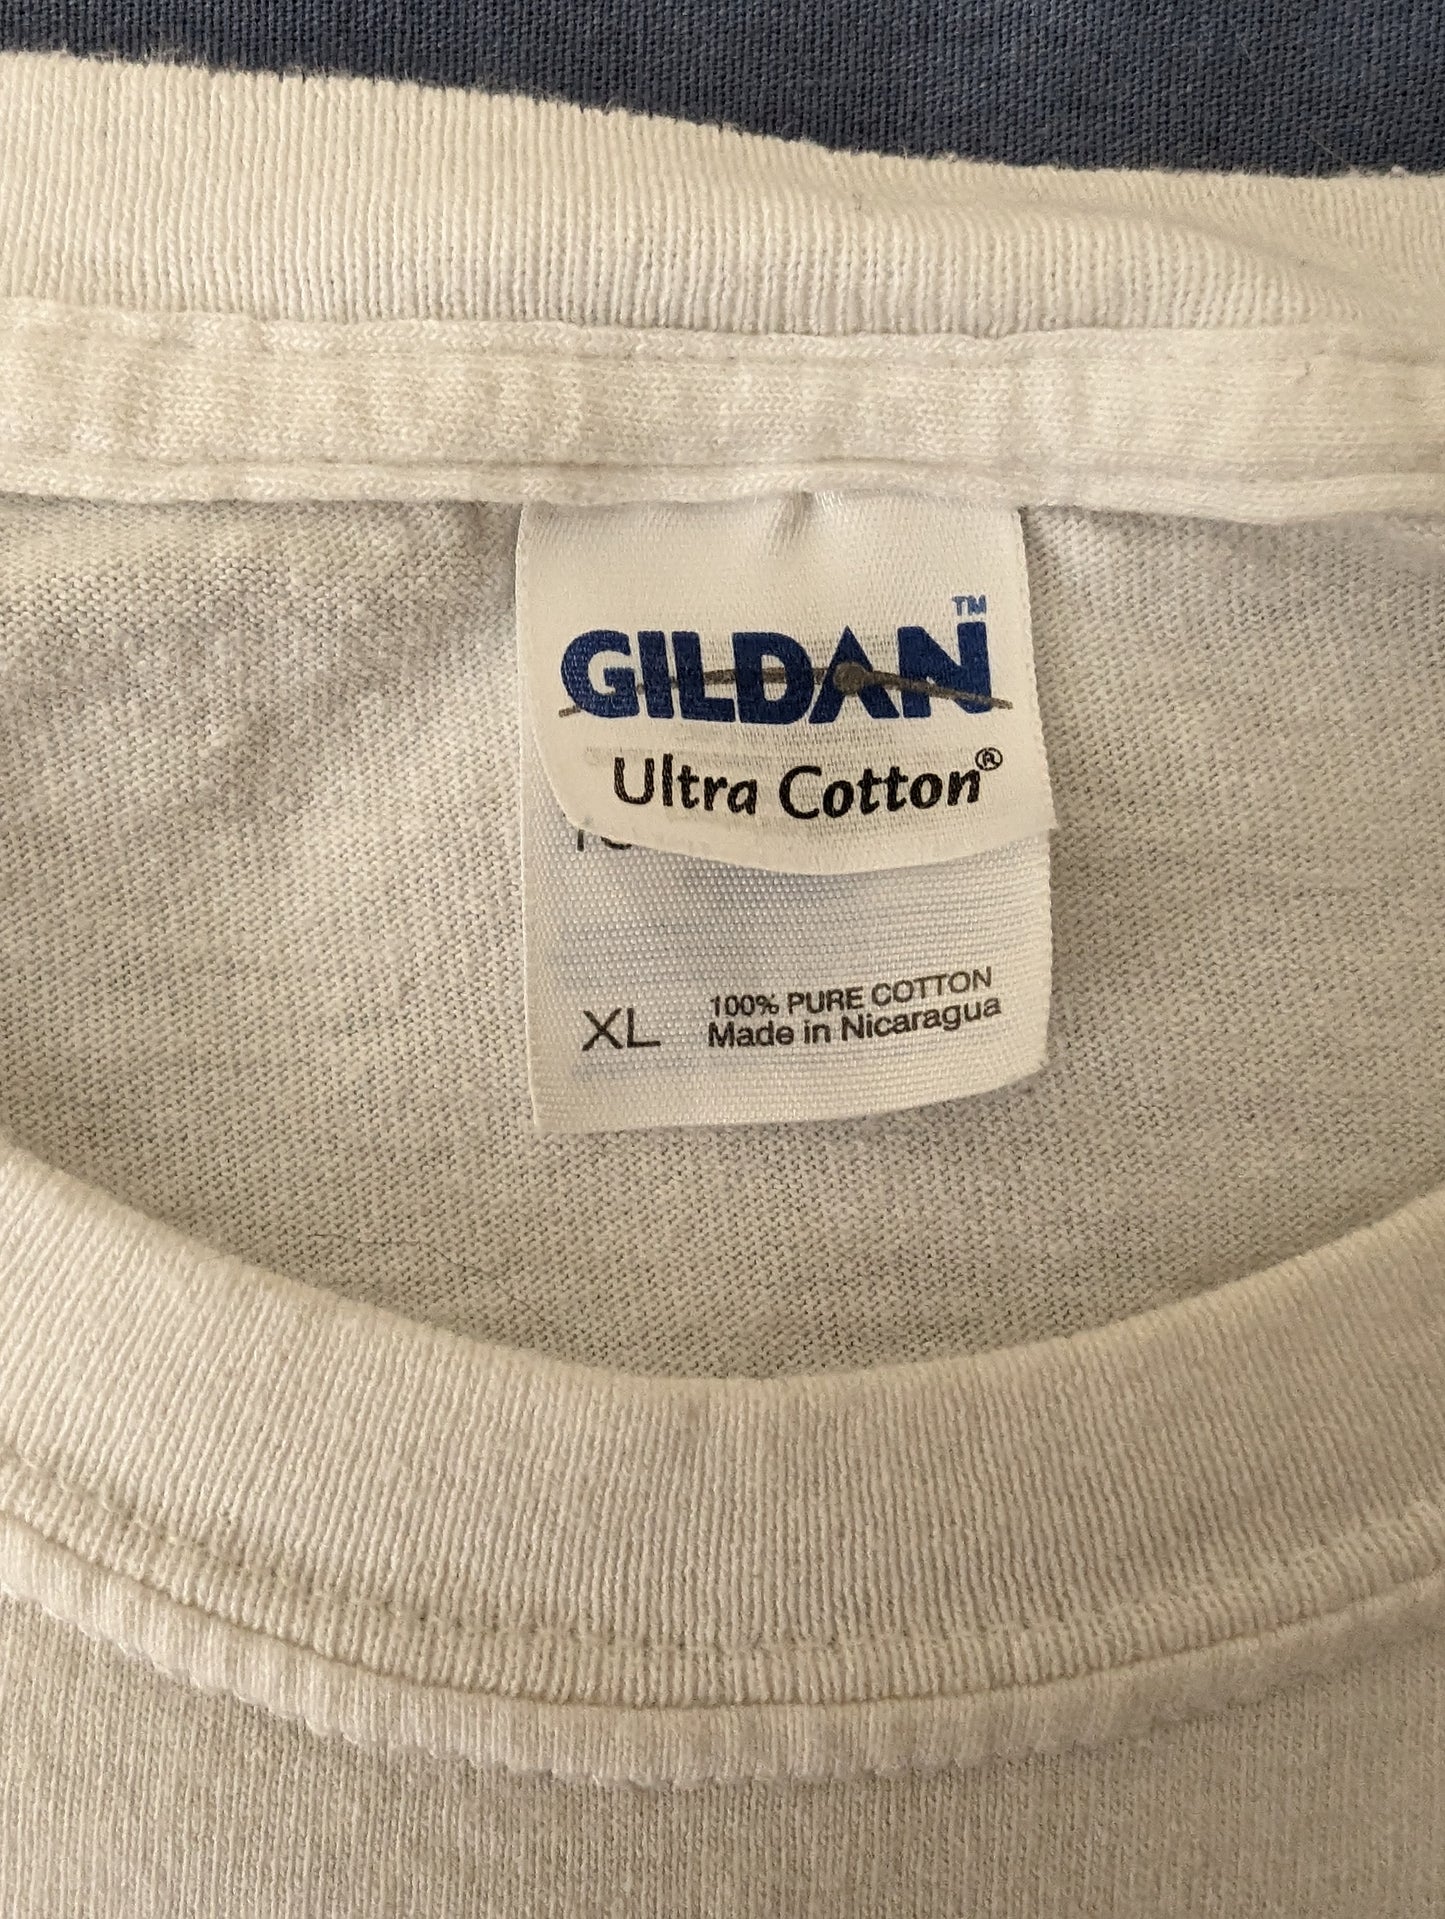 GILDAN™
Ultra Cotton®
XL
100% PURE COTTON
Made in Nicaragua